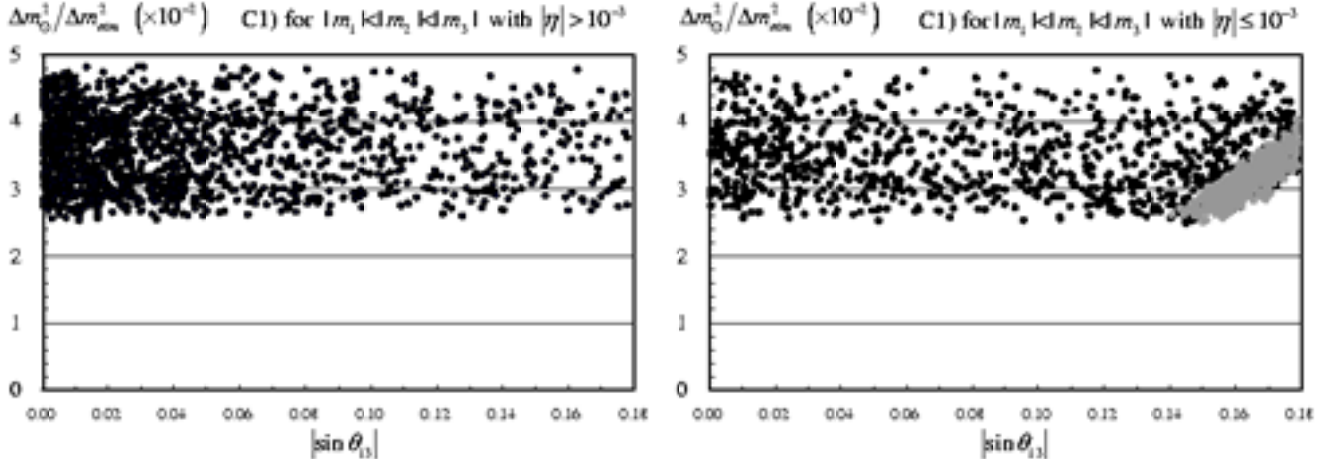 Δm²_⊙/Δm²_atm (×10⁻²) C1) for |m₁|<|m₂|≪|m₃| with |η|>10⁻³
5
4
3
2
1
0
0.00 0.02 0.04 0.06 0.08 0.10 0.12 0.14 0.16 0.18
|sin θ₁₃|
Δm²_⊙/Δm²_atm (×10⁻²) C1) for |m₁|<|m₂|≪|m₃| with |η|≤10⁻³
5
4
3
2
1
0
0.00 0.02 0.04 0.06 0.08 0.10 0.12 0.14 0.16 0.18
|sin θ₁₃|